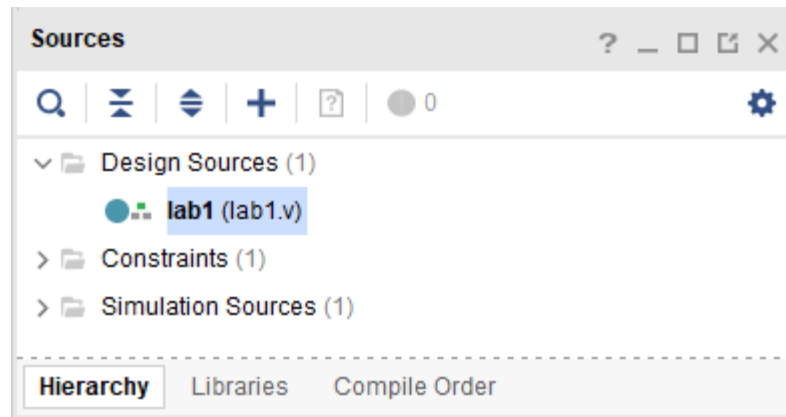 Sources
? 0
Design Sources (1)
lab1 (lab1.v)
Constraints (1)
Simulation Sources (1)
Hierarchy Libraries Compile Order